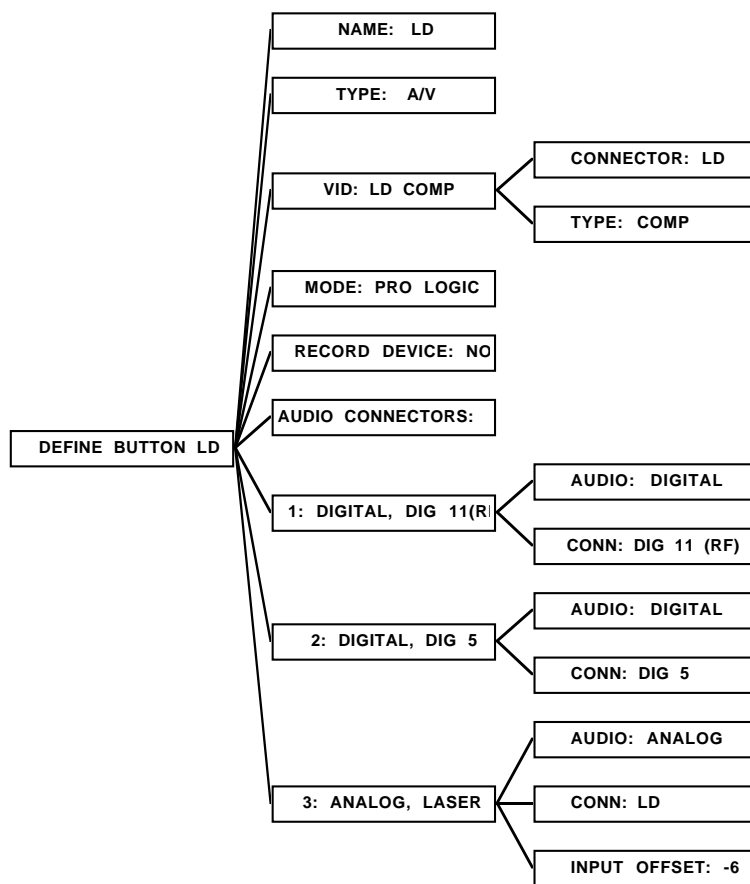 NAME: LD
TYPE: A/V
CONNECTOR: LD
VID: LD COMP
TYPE: COMP
MODE: PRO LOGIC
RECORD DEVICE: NO
AUDIO CONNECTORS:
DEFINE BUTTON LD
AUDIO: DIGITAL
1: DIGITAL, DIG 11(R
CONN: DIG 11 (RF)
AUDIO: DIGITAL
2: DIGITAL, DIG 5
CONN: DIG 5
AUDIO: ANALOG
3: ANALOG, LASER
CONN: LD
INPUT OFFSET: -6